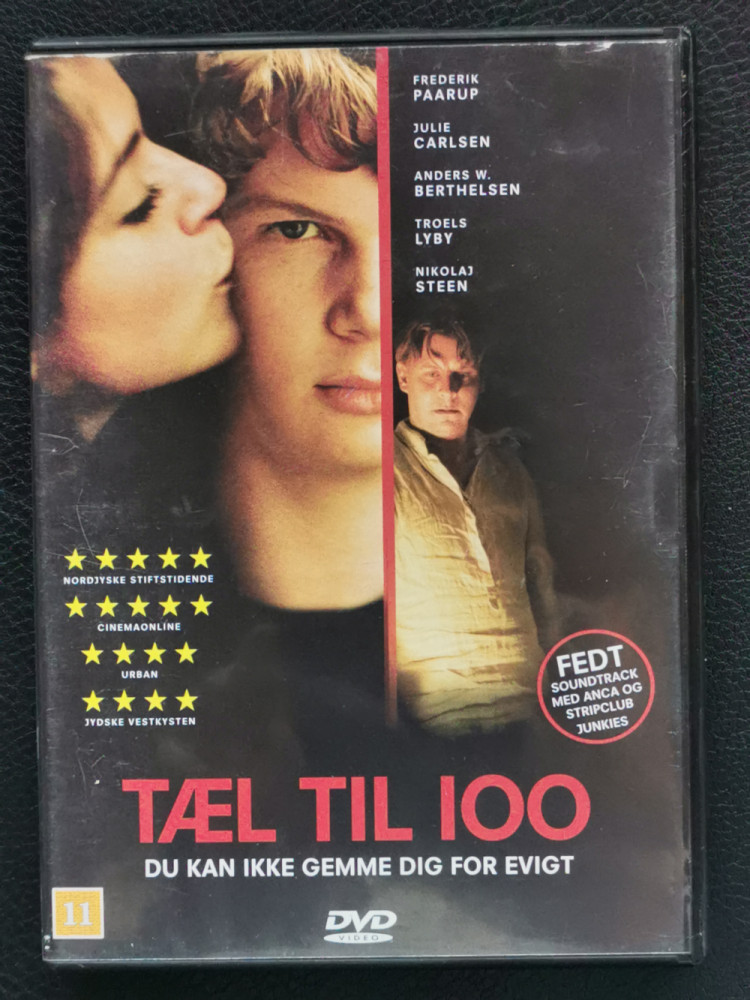 FREDERIK
PAARUP
JULIE
CARLSEN
ANDERS W.
BERTHELSEN
TROELS
LYBY
NIKOLAJ
STEEN
NORDJYSKE STIFTSTIDENDE
CINEMAONLINE
URBAN
JYDSKE VESTKYSTEN
FEDT
SOUNDTRACK
MED ANCA OG
STRIPCLUB
JUNKIES
TÆL TIL 100
DU KAN IKKE GEMME DIG FOR EVIGT
11
DVD
VIDEO